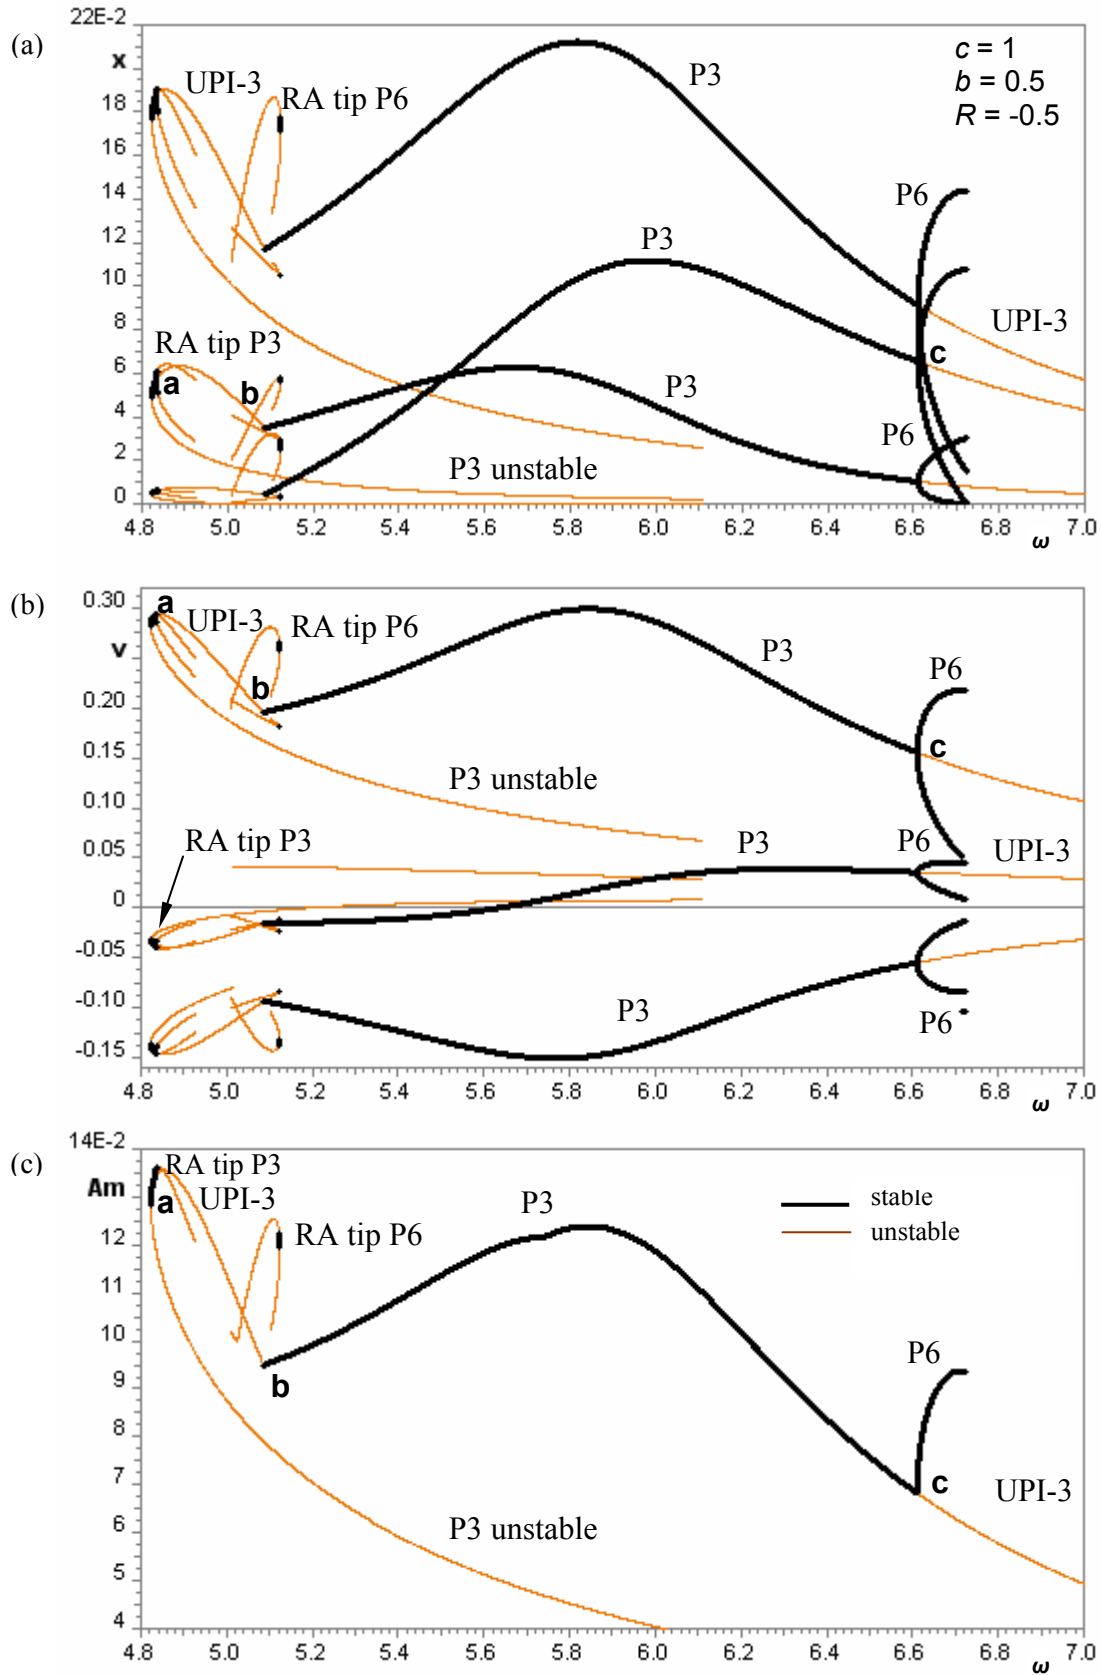 (a)
22E-2
x
18
16
14
12
10
8
6
4
2
0
UPI-3
RA tip P6
P3
c = 1
b = 0.5
R = -0.5
P6
P3
UPI-3
RA tip P3
a
b
c
P3
P6
P3 unstable
4.8 5.0 5.2 5.4 5.6 5.8 6.0 6.2 6.4 6.6 6.8 7.0
ω
(b)
0.30
v
0.20
0.15
0.10
0.05
0
-0.05
-0.10
-0.15
a
UPI-3
RA tip P6
b
P3
P6
c
P3 unstable
RA tip P3
P3
P6
UPI-3
P3
P6
4.8 5.0 5.2 5.4 5.6 5.8 6.0 6.2 6.4 6.6 6.8 7.0
ω
(c)
14E-2
Am
12
11
10
9
8
7
6
5
4
RA tip P3
a
UPI-3
RA tip P6
P3
stable
unstable
b
P6
c
UPI-3
P3 unstable
4.8 5.0 5.2 5.4 5.6 5.8 6.0 6.2 6.4 6.6 6.8 7.0
ω